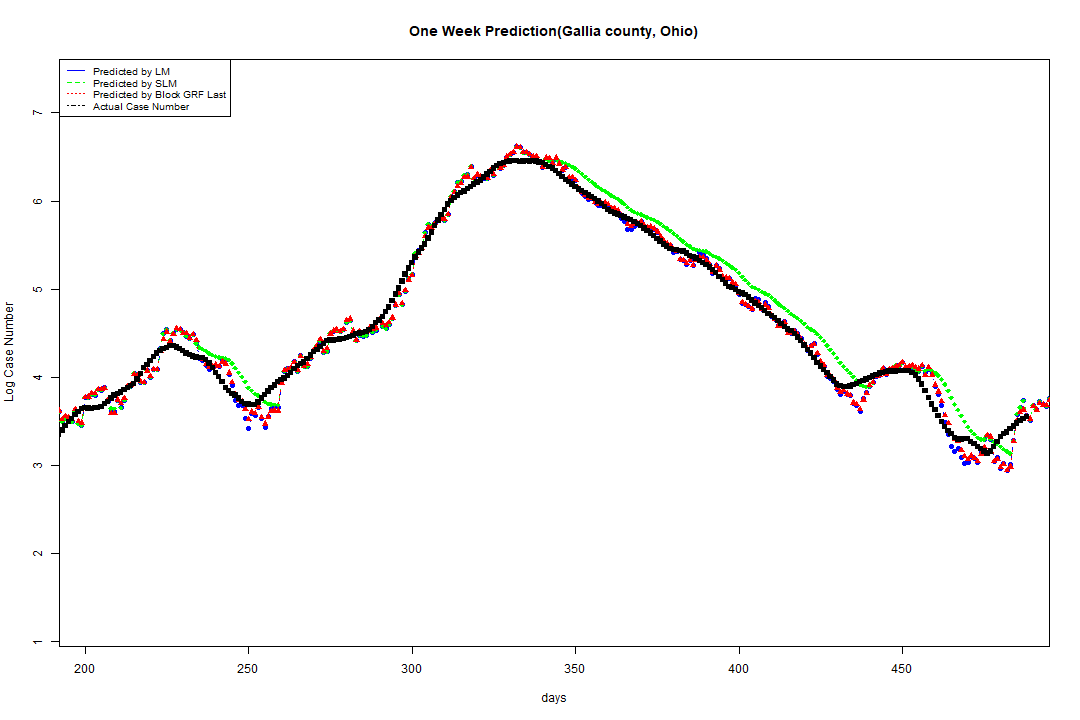 One Week Prediction(Gallia county, Ohio)
Predicted by LM
Predicted by SLM
Predicted by Block GRF Last
Actual Case Number
7
6
5
4
3
2
1
Log Case Number
200 250 300 350 400 450
days